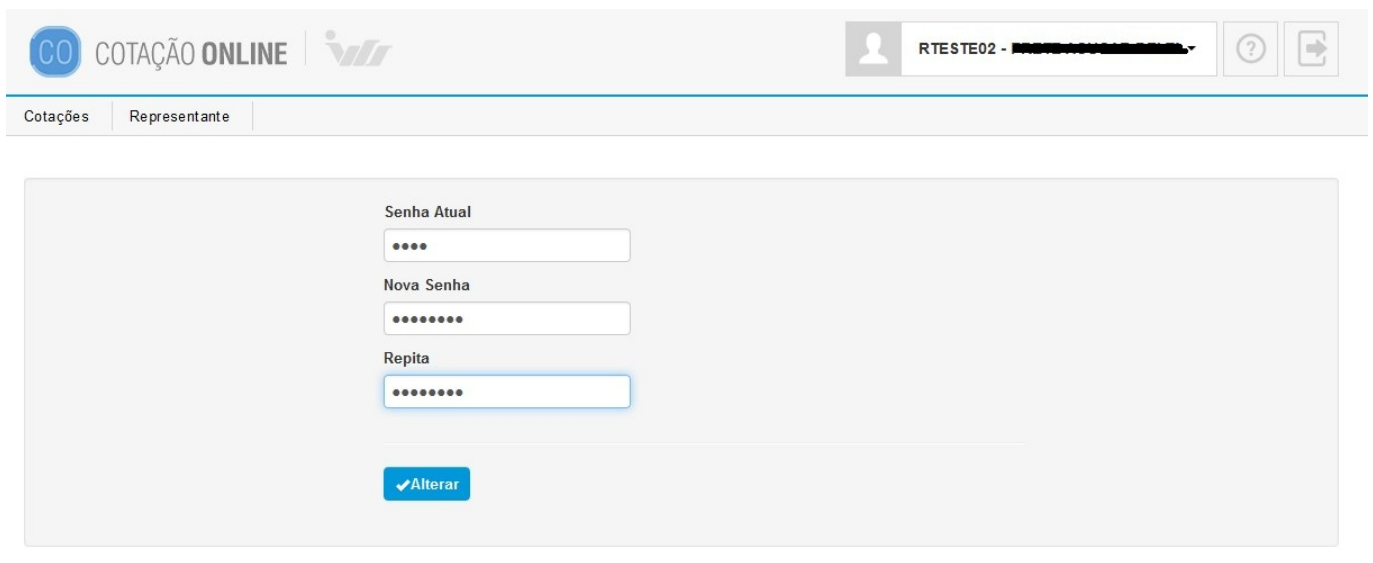 CO COTAÇÃO ONLINE
RTESTE02 -
Cotações Representante
Senha Atual
••••
Nova Senha
••••••••
Repita
••••••••
Alterar